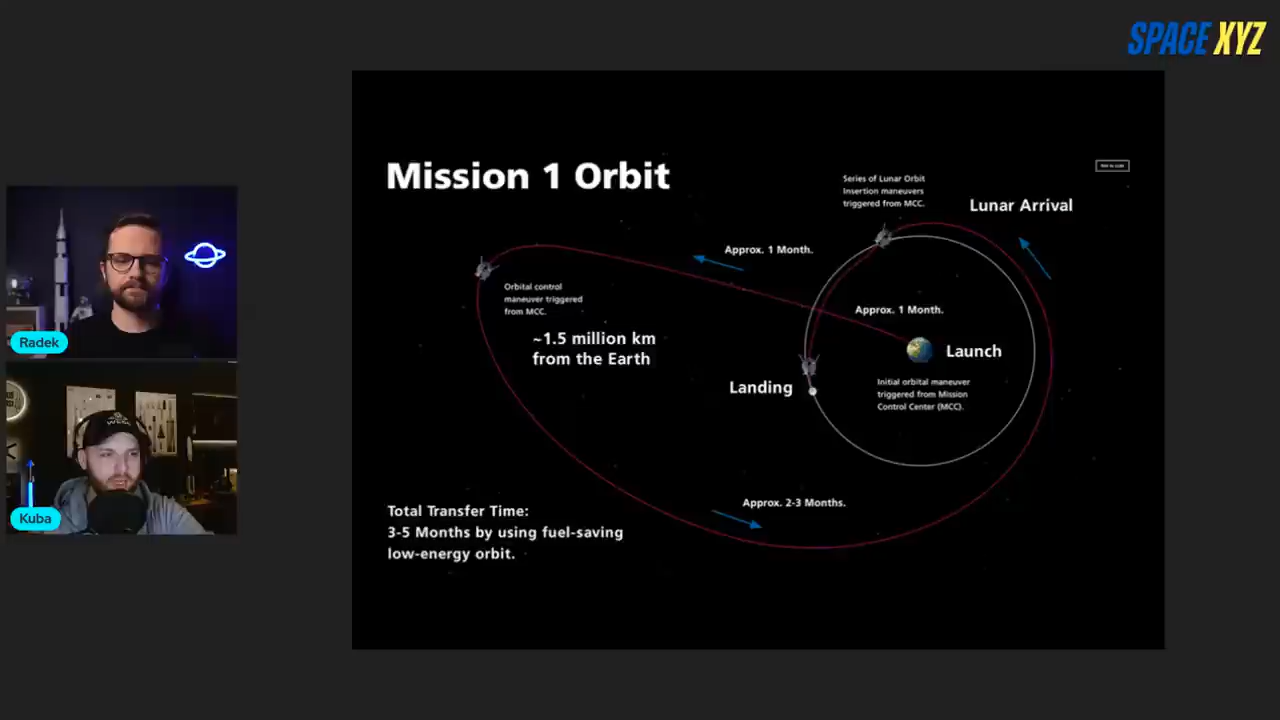 SPACE XYZ
Mission 1 Orbit
Series of Lunar Orbit
Insertion maneuvers
triggered from MCC.
Lunar Arrival
Approx. 1 Month.
Orbital control
maneuver triggered
from MCC.
~1.5 million km
from the Earth
Approx. 1 Month.
Launch
Initial orbital maneuver
triggered from Mission
Control Center (MCC).
Landing
Approx. 2-3 Months.
Total Transfer Time:
3-5 Months by using fuel-saving
low-energy orbit.
Radek
Kuba